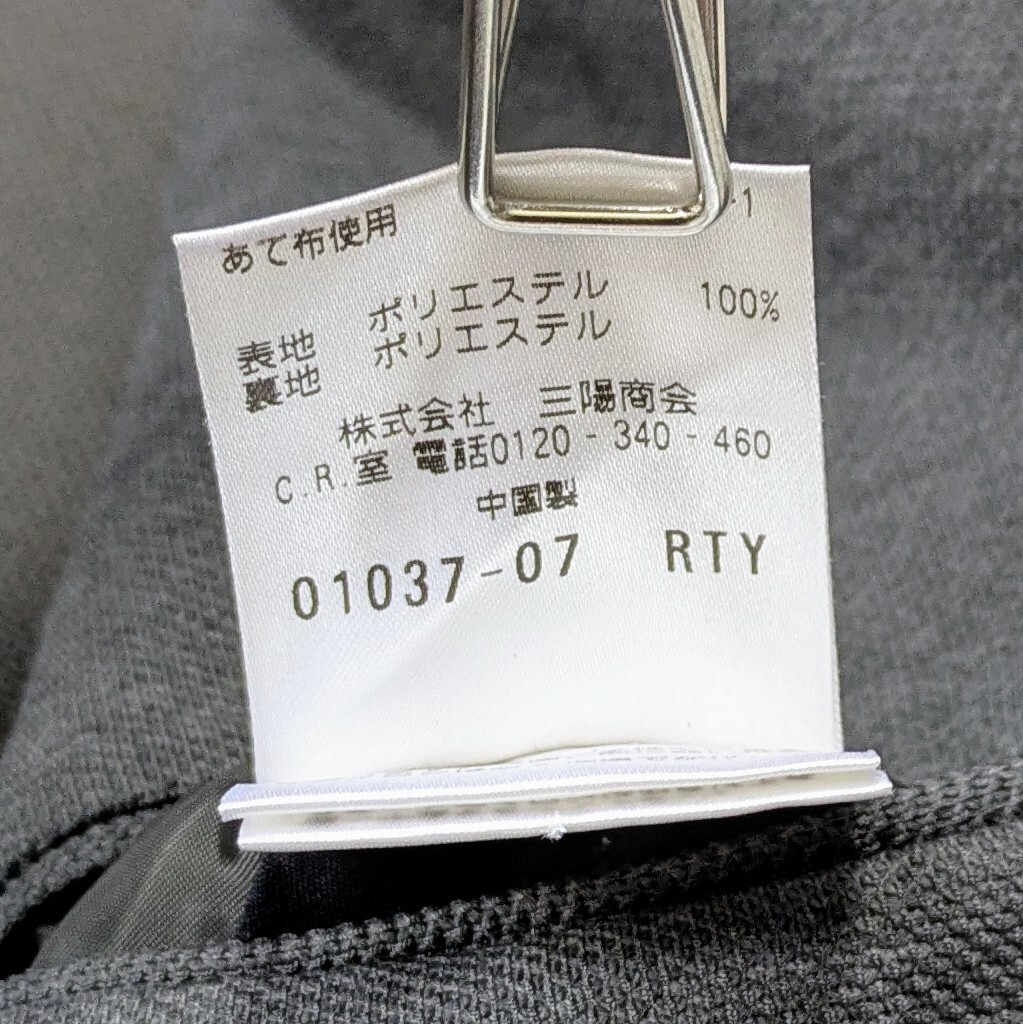 あて布使用
-1
表地 ポリエステル 100%
裏地 ポリエステル
株式会社 三陽商会
C.R.室 電話0120-340-460
中国製
01037-07 RTY